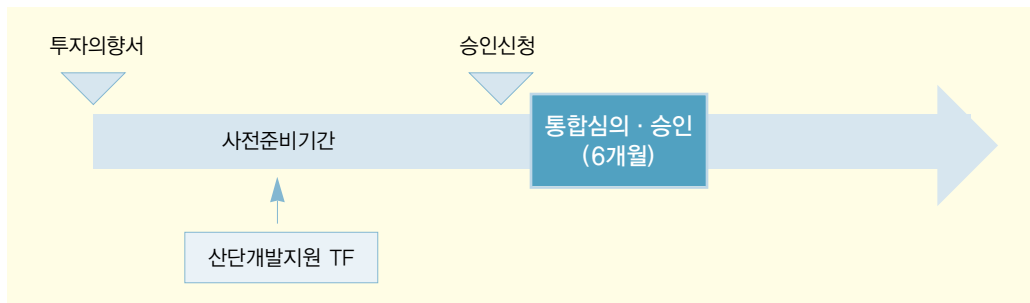 투자의향서
승인신청
사전준비기간
통합심의 · 승인
(6개월)
산단개발지원 TF